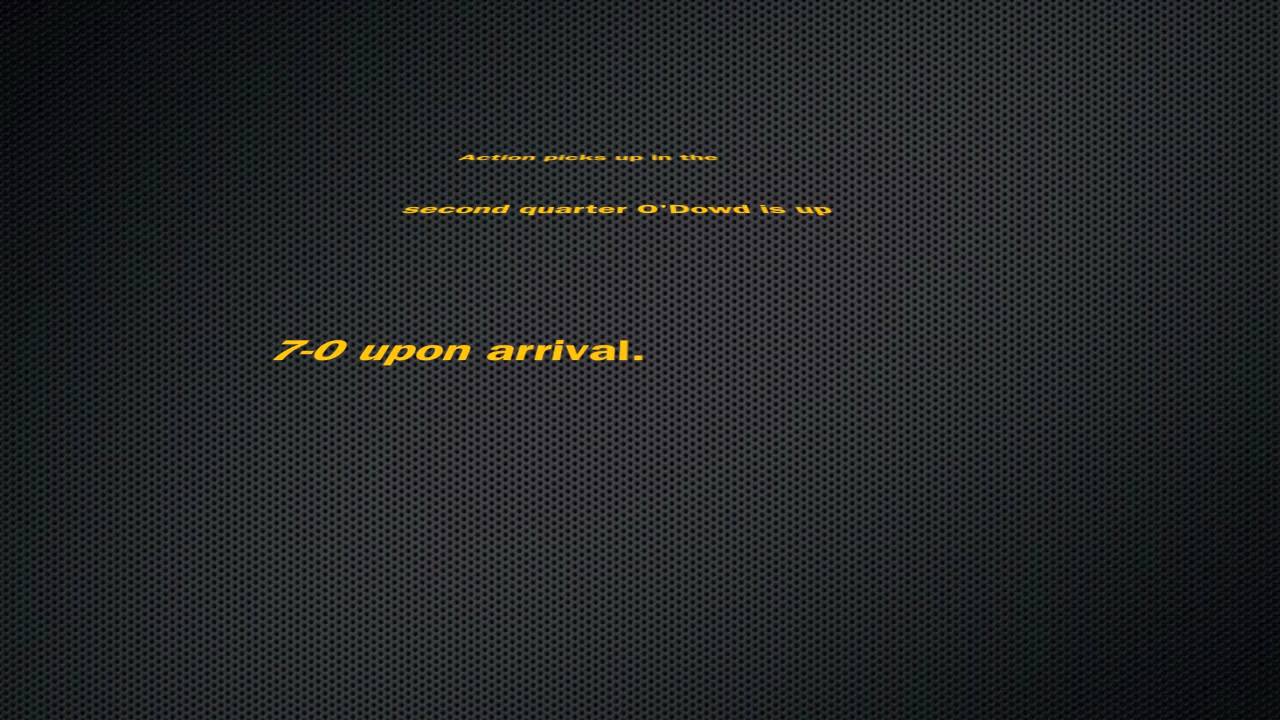 Action picks up in the
second quarter O'Dowd is up
7-0 upon arrival.